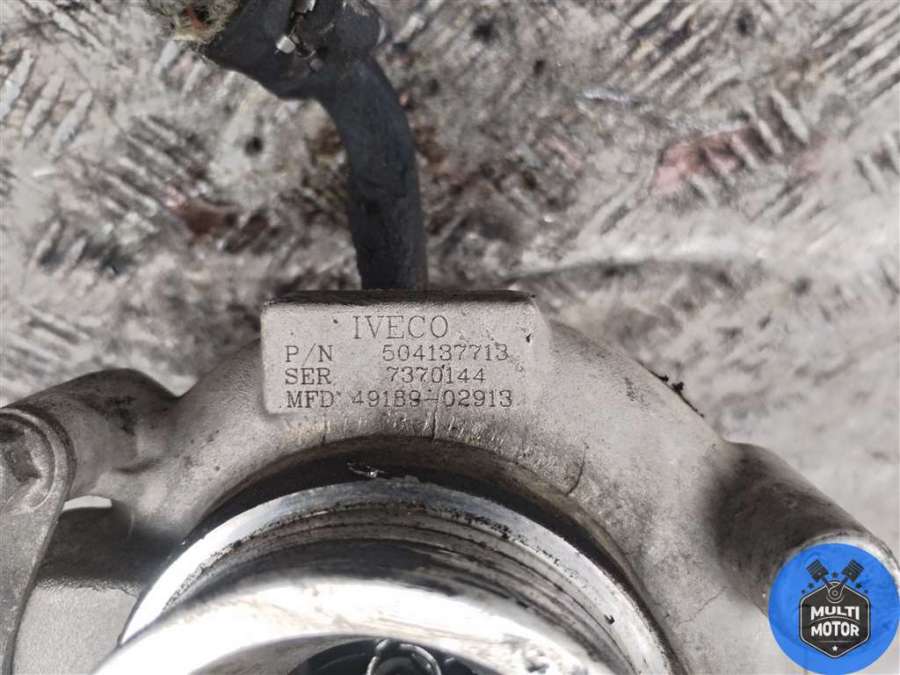 IVECO
P/N 504137713
SER 7370144
MFD 49189-02913
MULTI
MOTOR